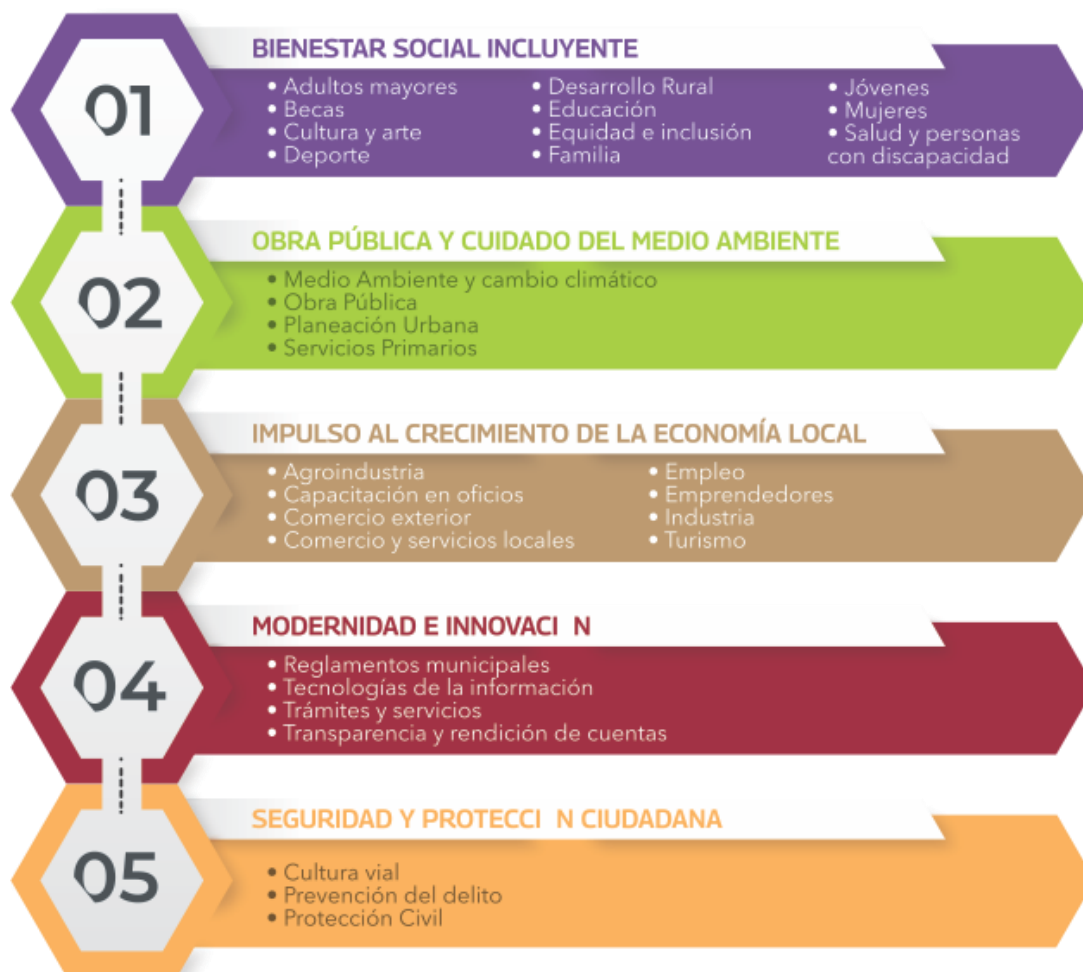 01
BIENESTAR SOCIAL INCLUYENTE
• Adultos mayores
• Becas
• Cultura y arte
• Deporte
• Desarrollo Rural
• Educación
• Equidad e inclusión
• Familia
• Jóvenes
• Mujeres
• Salud y personas
con discapacidad
02
OBRA PÚBLICA Y CUIDADO DEL MEDIO AMBIENTE
• Medio Ambiente y cambio climático
• Obra Pública
• Planeación Urbana
• Servicios Primarios
03
IMPULSO AL CRECIMIENTO DE LA ECONOMÍA LOCAL
• Agroindustria
• Capacitación en oficios
• Comercio exterior
• Comercio y servicios locales
• Empleo
• Emprendedores
• Industria
• Turismo
04
MODERNIDAD E INNOVACI N
• Reglamentos municipales
• Tecnologías de la información
• Trámites y servicios
• Transparencia y rendición de cuentas
05
SEGURIDAD Y PROTECCI N CIUDADANA
• Cultura vial
• Prevención del delito
• Protección Civil